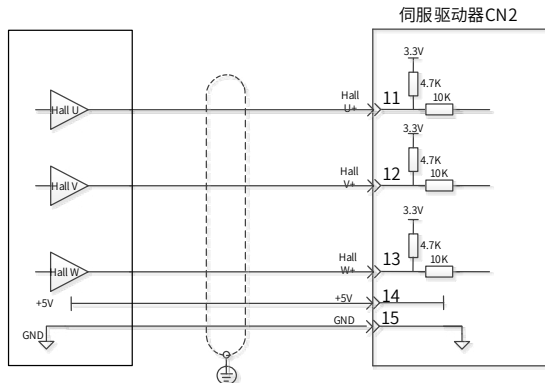 伺服驱动器CN2
3.3V
4.7K
10K
Hall
U+
11
Hall U
3.3V
4.7K
10K
Hall
V+
12
Hall V
3.3V
4.7K
10K
Hall
W+
13
Hall W
+5V
+5V
14
GND
GND
15